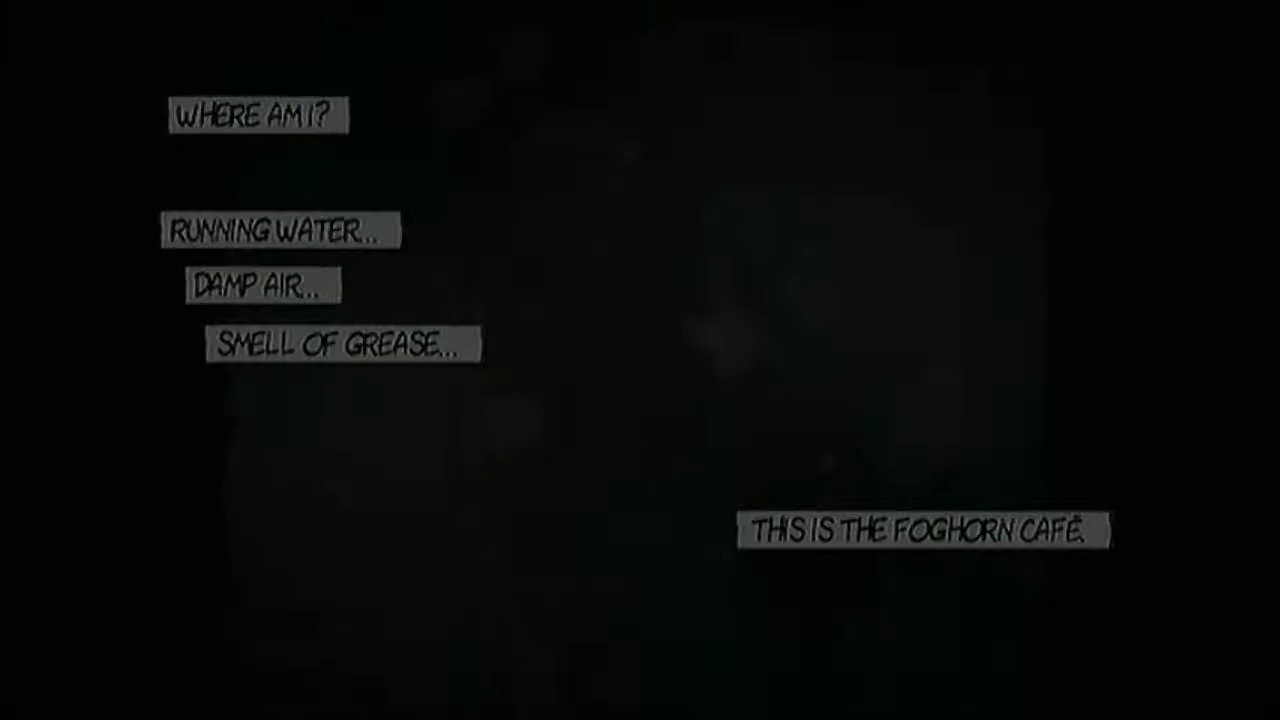 WHERE AM I?
RUNNING WATER...
DAMP AIR...
SMELL OF GREASE...
THIS IS THE FOGHORN CAFÉ.